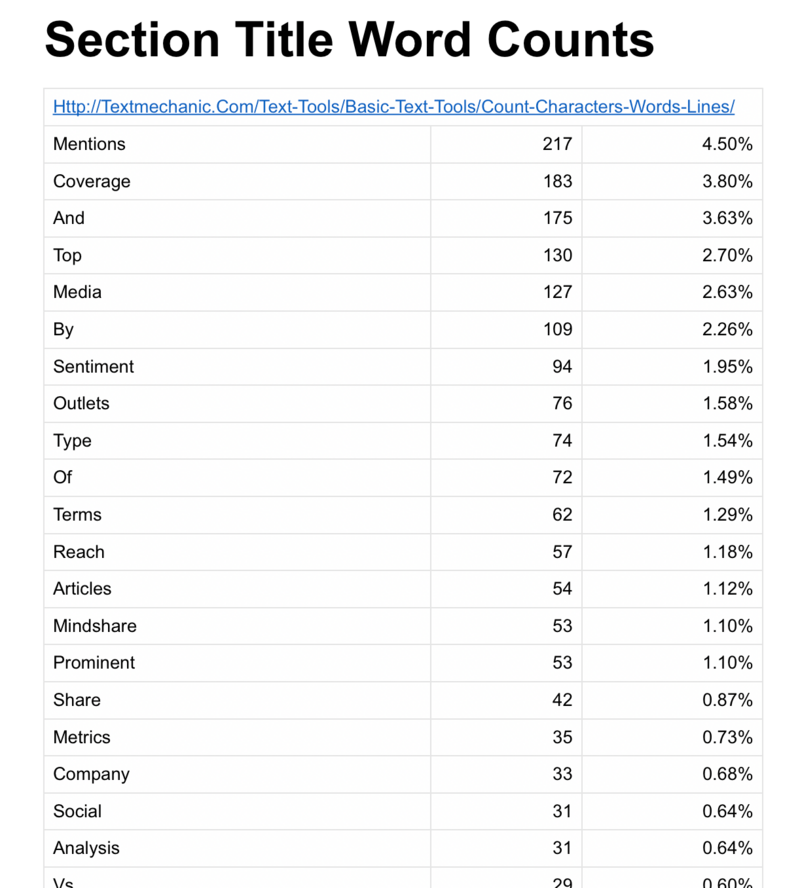 Section Title Word Counts
Http://Textmechanic.Com/Text-Tools/Basic-Text-Tools/Count-Characters-Words-Lines/
Mentions 217 4.50%
Coverage 183 3.80%
And 175 3.63%
Top 130 2.70%
Media 127 2.63%
By 109 2.26%
Sentiment 94 1.95%
Outlets 76 1.58%
Type 74 1.54%
Of 72 1.49%
Terms 62 1.29%
Reach 57 1.18%
Articles 54 1.12%
Mindshare 53 1.10%
Prominent 53 1.10%
Share 42 0.87%
Metrics 35 0.73%
Company 33 0.68%
Social 31 0.64%
Analysis 31 0.64%
Vs 29 0.60%